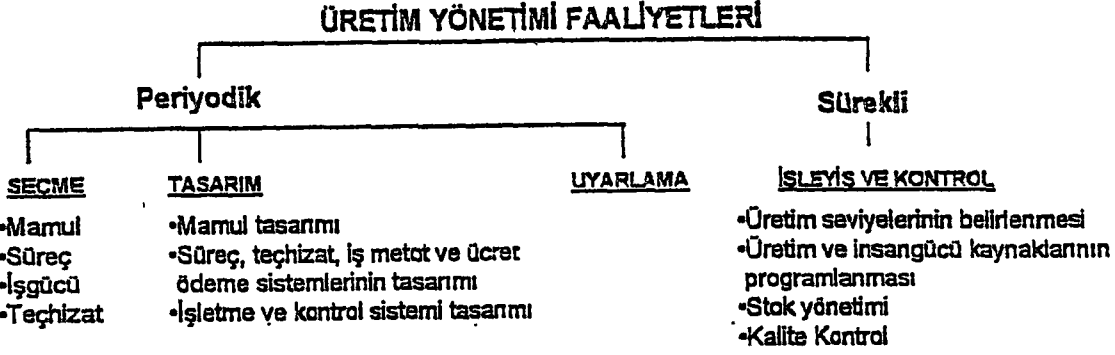 ÜRETİM YÖNETİMİ FAALİYETLERİ
Periyodik
Sürekli
SEÇME
•Mamul
•Süreç
•İşgücü
•Teçhizat
TASARIM
•Mamul tasarımı
•Süreç, teçhizat, iş metot ve ücret
ödeme sistemlerinin tasarımı
•İşletme ve kontrol sistemi tasarımı
UYARLAMA
İŞLEYİŞ VE KONTROL
•Üretim seviyelerinin belirlenmesi
•Üretim ve insangücü kaynaklarının
programlanması
•Stok yönetimi
•Kalite Kontrol